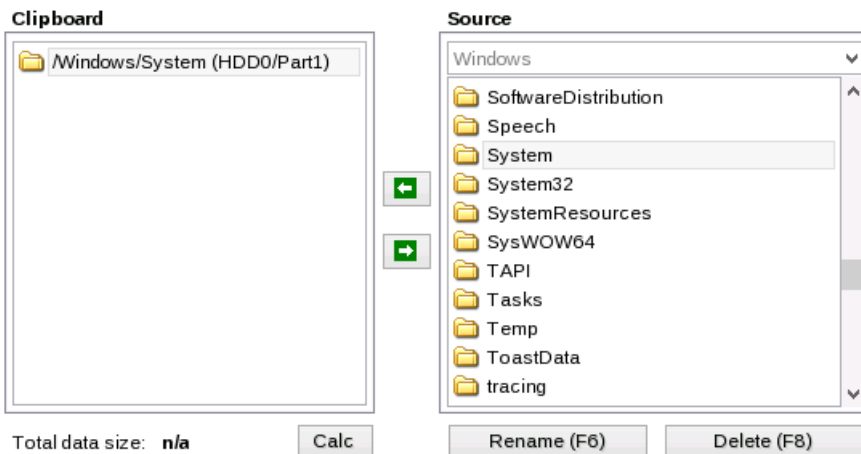 Clipboard
/Windows/System (HDD0/Part1)
Total data size: n/a
Calc
Source
Windows
SoftwareDistribution
Speech
System
System32
SystemResources
SysWOW64
TAPI
Tasks
Temp
ToastData
tracing
Rename (F6)
Delete (F8)